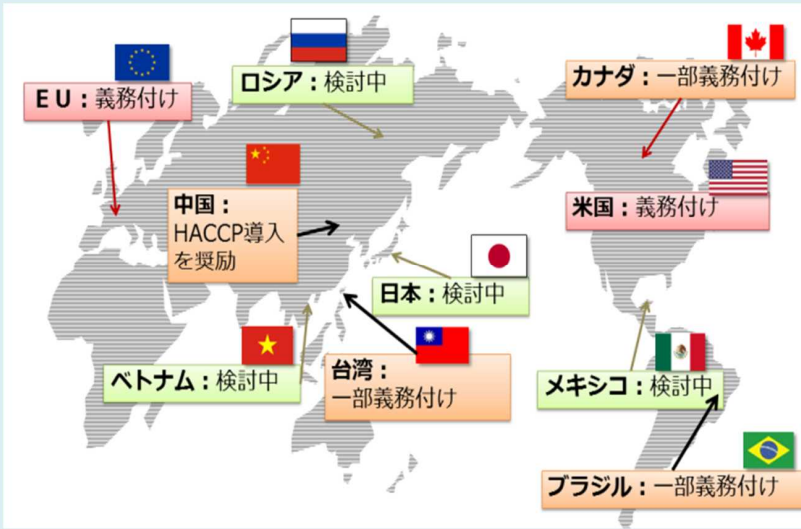 ロシア：検討中
カナダ：一部義務付け
ＥＵ：義務付け
中国：
HACCP導入
を奨励
米国：義務付け
日本：検討中
ベトナム：検討中
台湾：
一部義務付け
メキシコ：検討中
ブラジル：一部義務付け